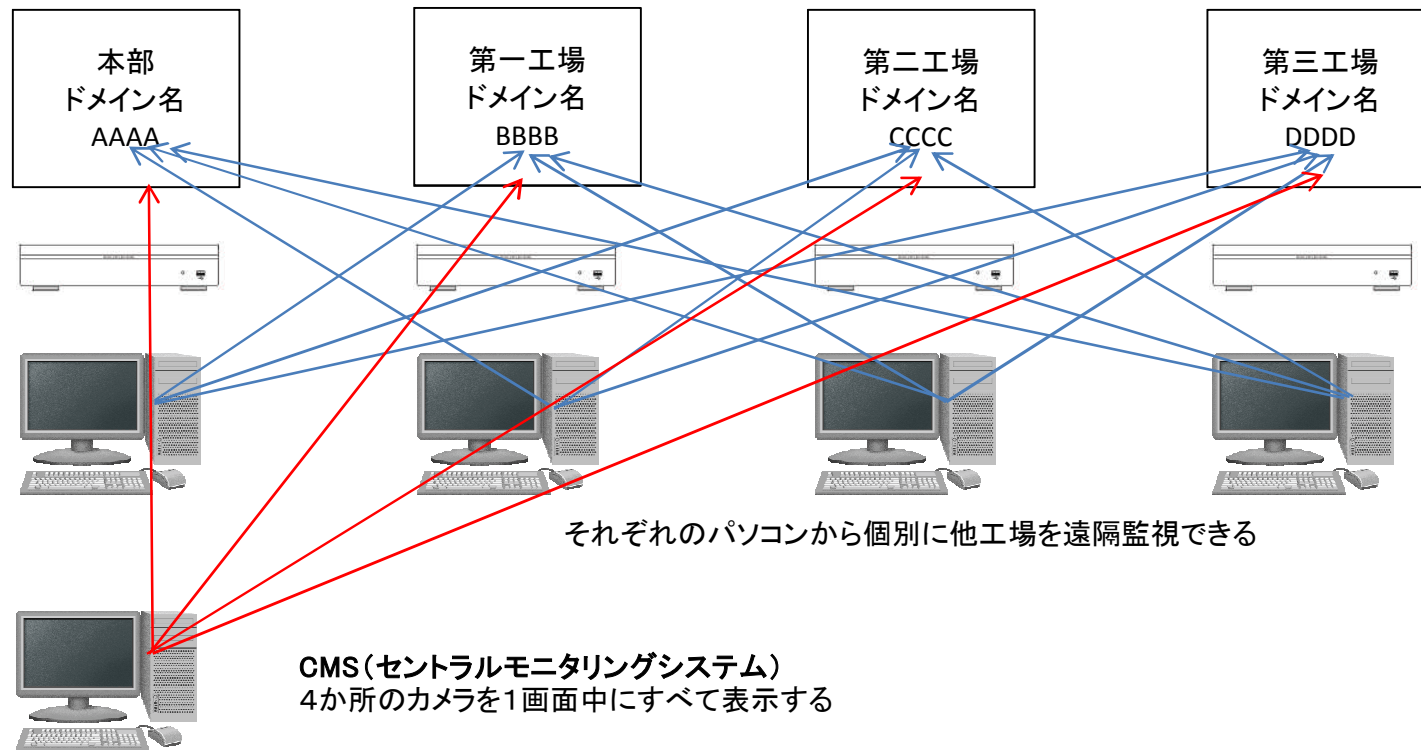 本部
ドメイン名
AAAA
第一工場
ドメイン名
BBBB
第二工場
ドメイン名
CCCC
第三工場
ドメイン名
DDDD
それぞれのパソコンから個別に他工場を遠隔監視できる
CMS（セントラルモニタリングシステム）
４か所のカメラを１画面中にすべて表示する